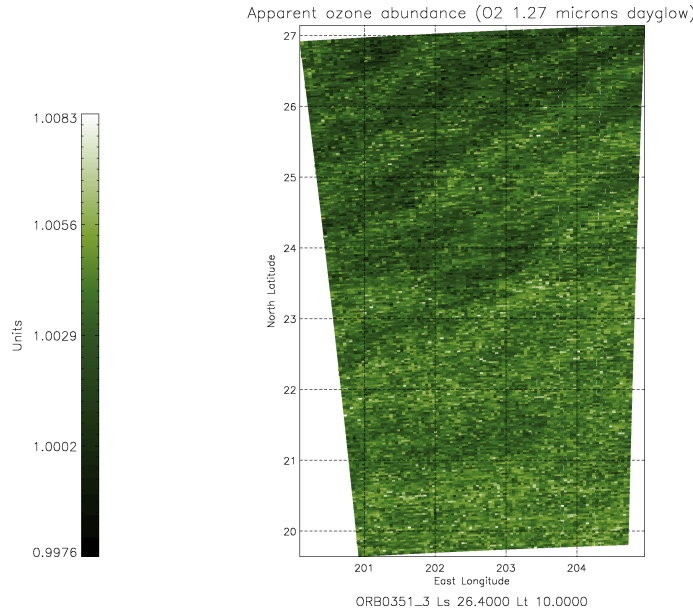 Apparent ozone abundance (O2 1.27 microns dayglow)
27
26
25
24
23
22
21
20
North Latitude
1.0083
1.0056
1.0029
1.0002
0.9976
Units
201 202 203 204
East Longitude
ORB0351_3 Ls 26.4000 Lt 10.0000